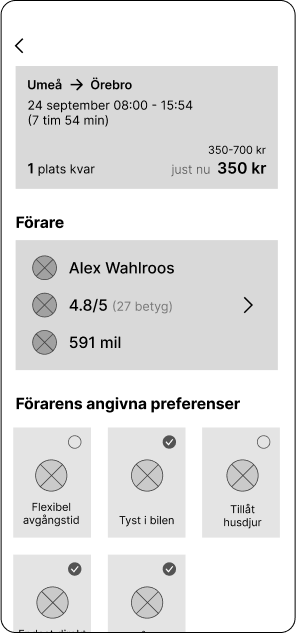 Umeå → Örebro
24 september 08:00 - 15:54
(7 tim 54 min)
350-700 kr
1 plats kvar
just nu 350 kr
Förare
Alex Wahlroos
4.8/5 (27 betyg)
591 mil
Förarens angivna preferenser
Flexibel
avgångstid
Tyst i bilen
Tillåt
husdjur